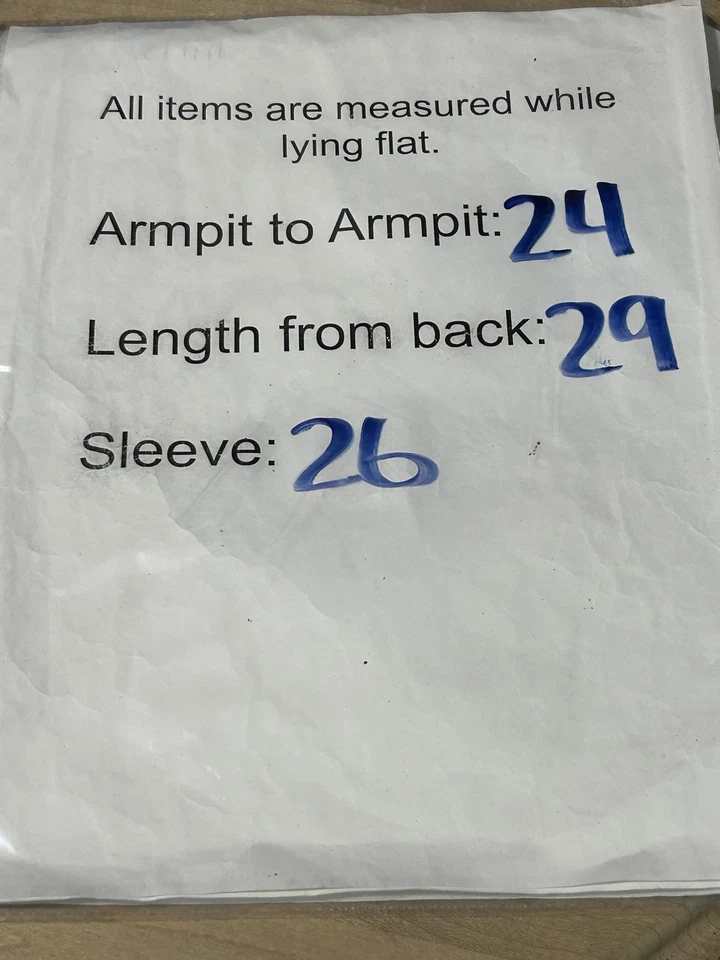 All items are measured while
lying flat.
Armpit to Armpit: 24
Length from back: 29
Sleeve: 26